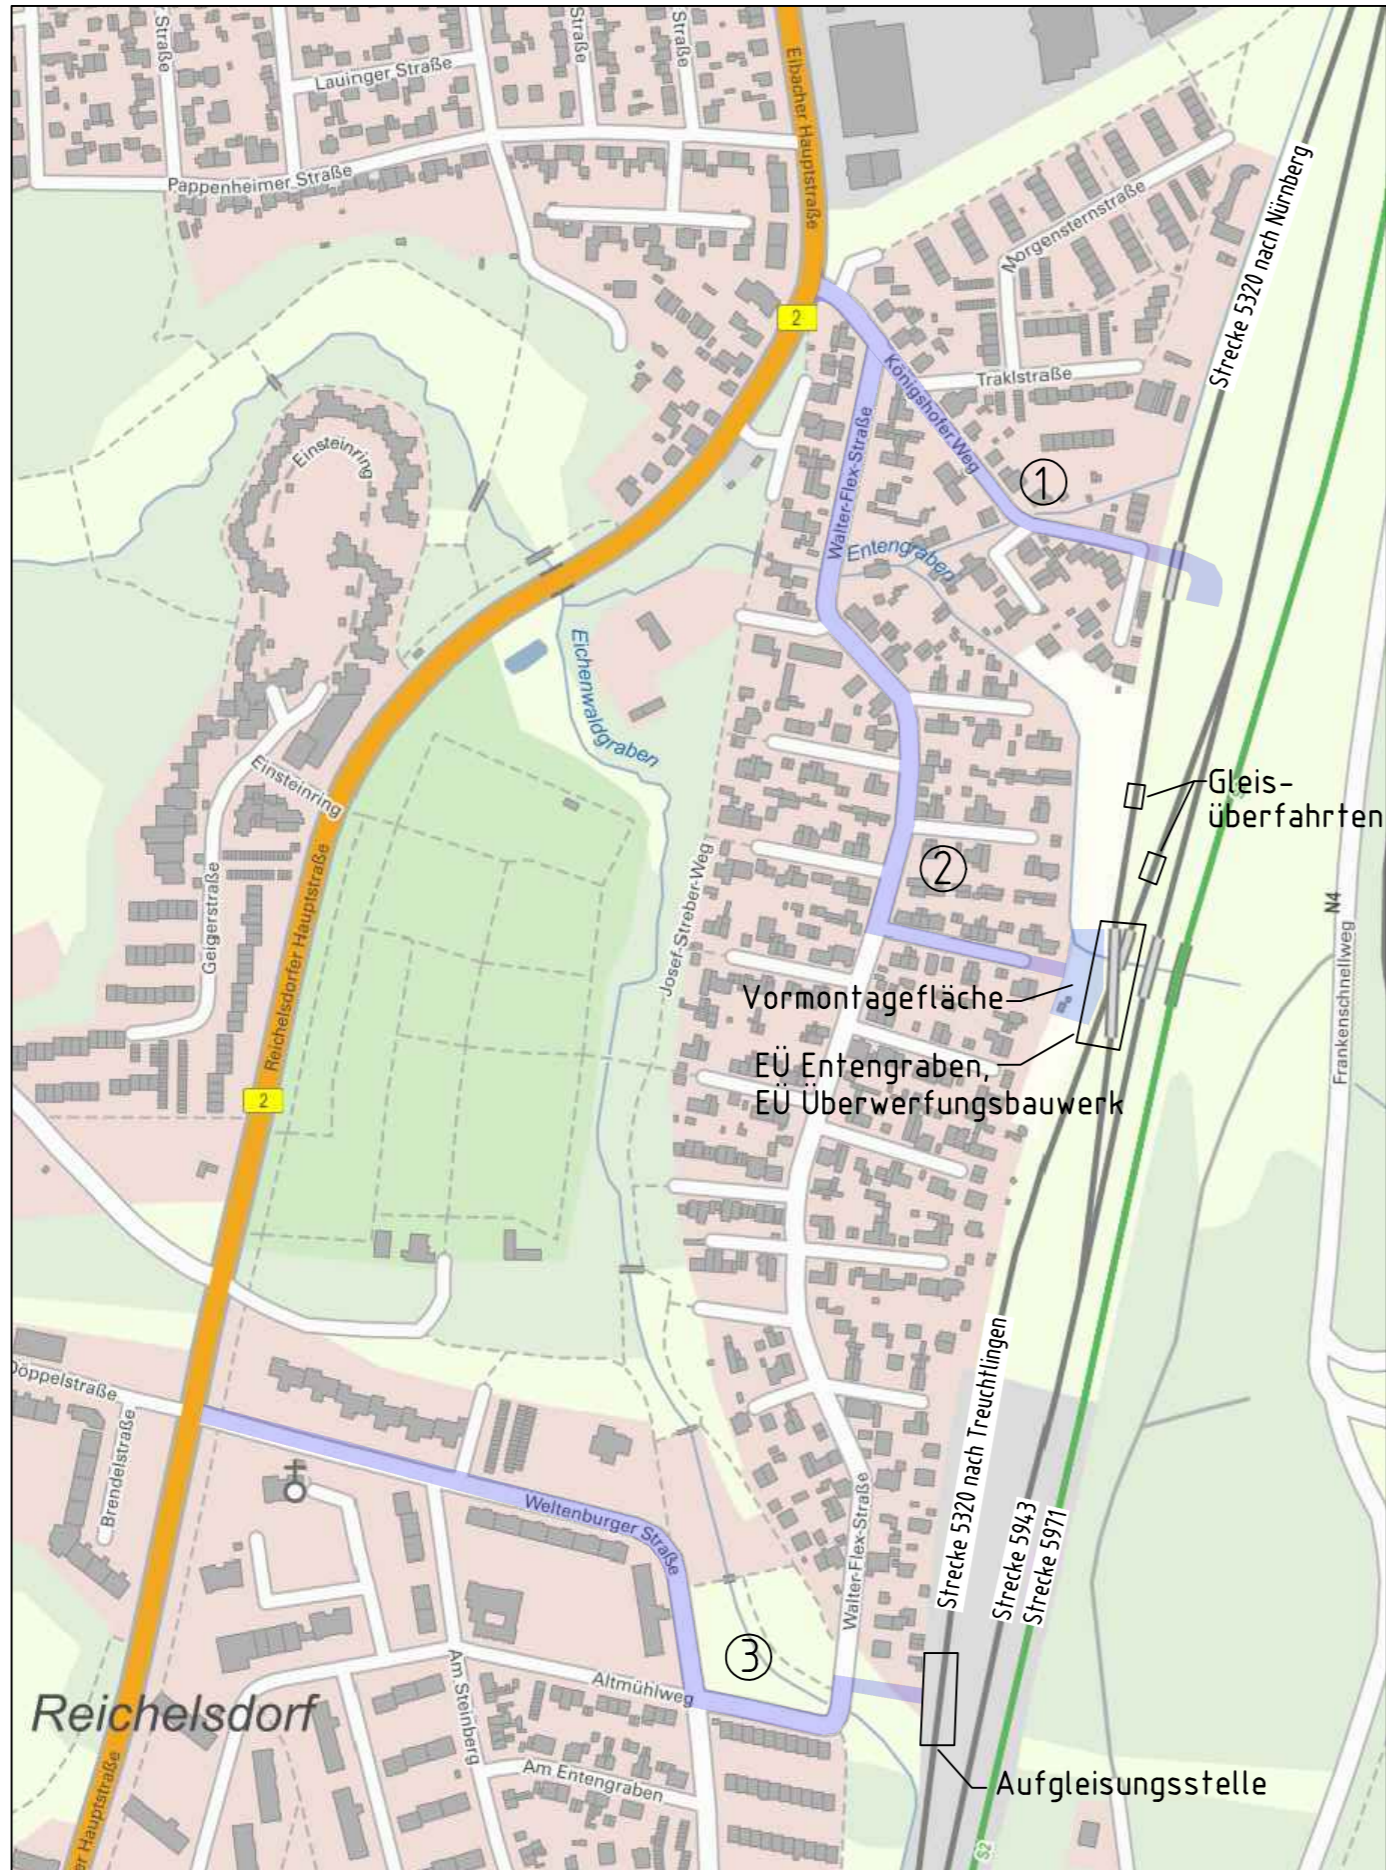 Straße
Straße
Straße
Lauinger Straße
Eibacher Hauptstraße
Pappenheimer Straße
Morgensternstraße
Strecke 5320 nach Nürnberg
2
Königshofer Weg
Traklstraße
Einsteinring
Walter-Flex-Straße
1
Entengraben
Eichenwaldgraben
Einsteinring
Gleis-
überfahrten
Geigerstraße
Reichelsdorfer Hauptstraße
Josef-Streber-Weg
2
N4
Frankenschnellweg
Vormontagefläche
EÜ Entengraben,
EÜ Überwerfungsbauwerk
2
Strecke 5320 nach Treuchtlingen
Döppelstraße
Brendelstraße
Weltenburger Straße
Walter-Flex-Straße
Strecke 5943
Strecke 5971
3
Altmühlweg
Am Steinberg
Reichelsdorf
Am Entengraben
Aufgleisungsstelle
er Hauptstraße
S2